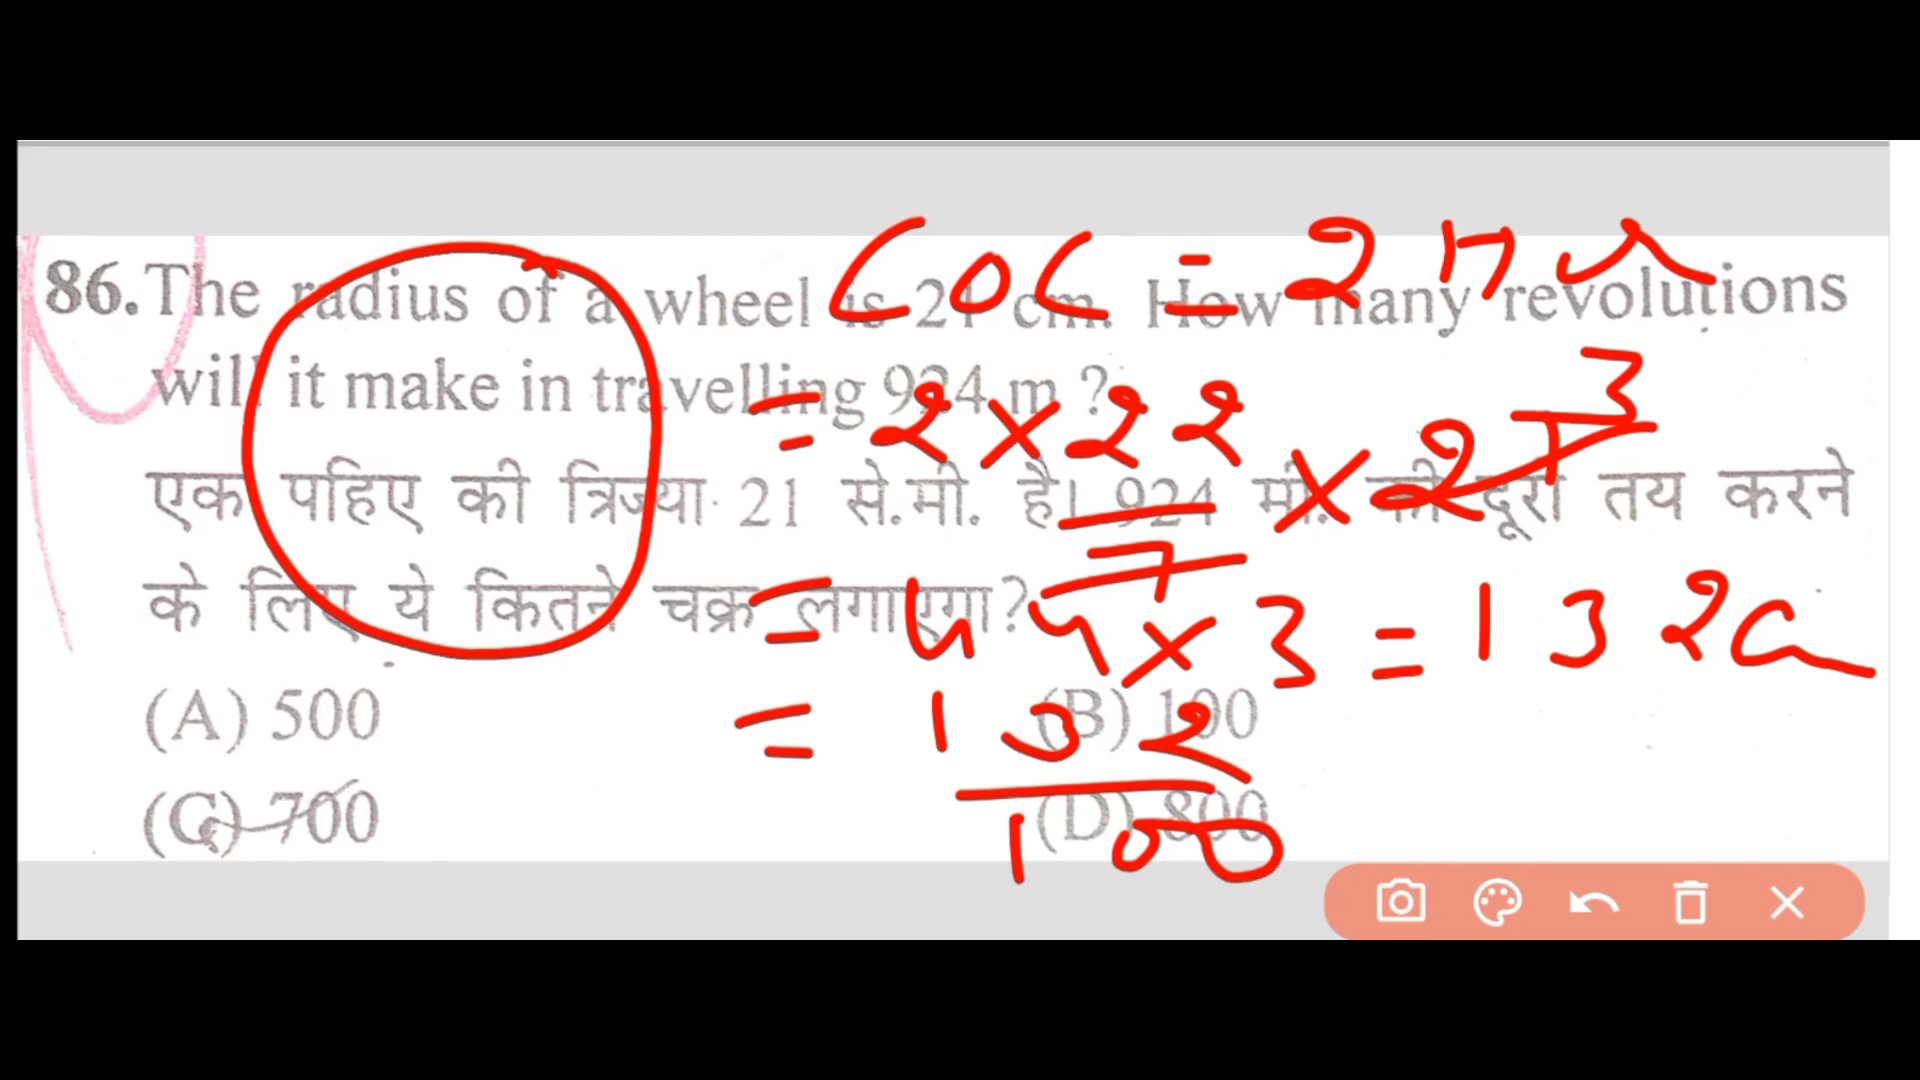 86. The radius of a wheel is 21 cm. How many revolutions
will it make in travelling 924 m ?
एक पहिए की त्रिज्या 21 से.मी. है। 924 मी. की दूरी तय करने
के लिए ये कितने चक्र लगाएगा?
(A) 500 (B) 100
(C) 700 (D) 800
COC = 2πr
= 2 × 22/7 × 21 3
= 44 × 3 = 132c
= 132/100